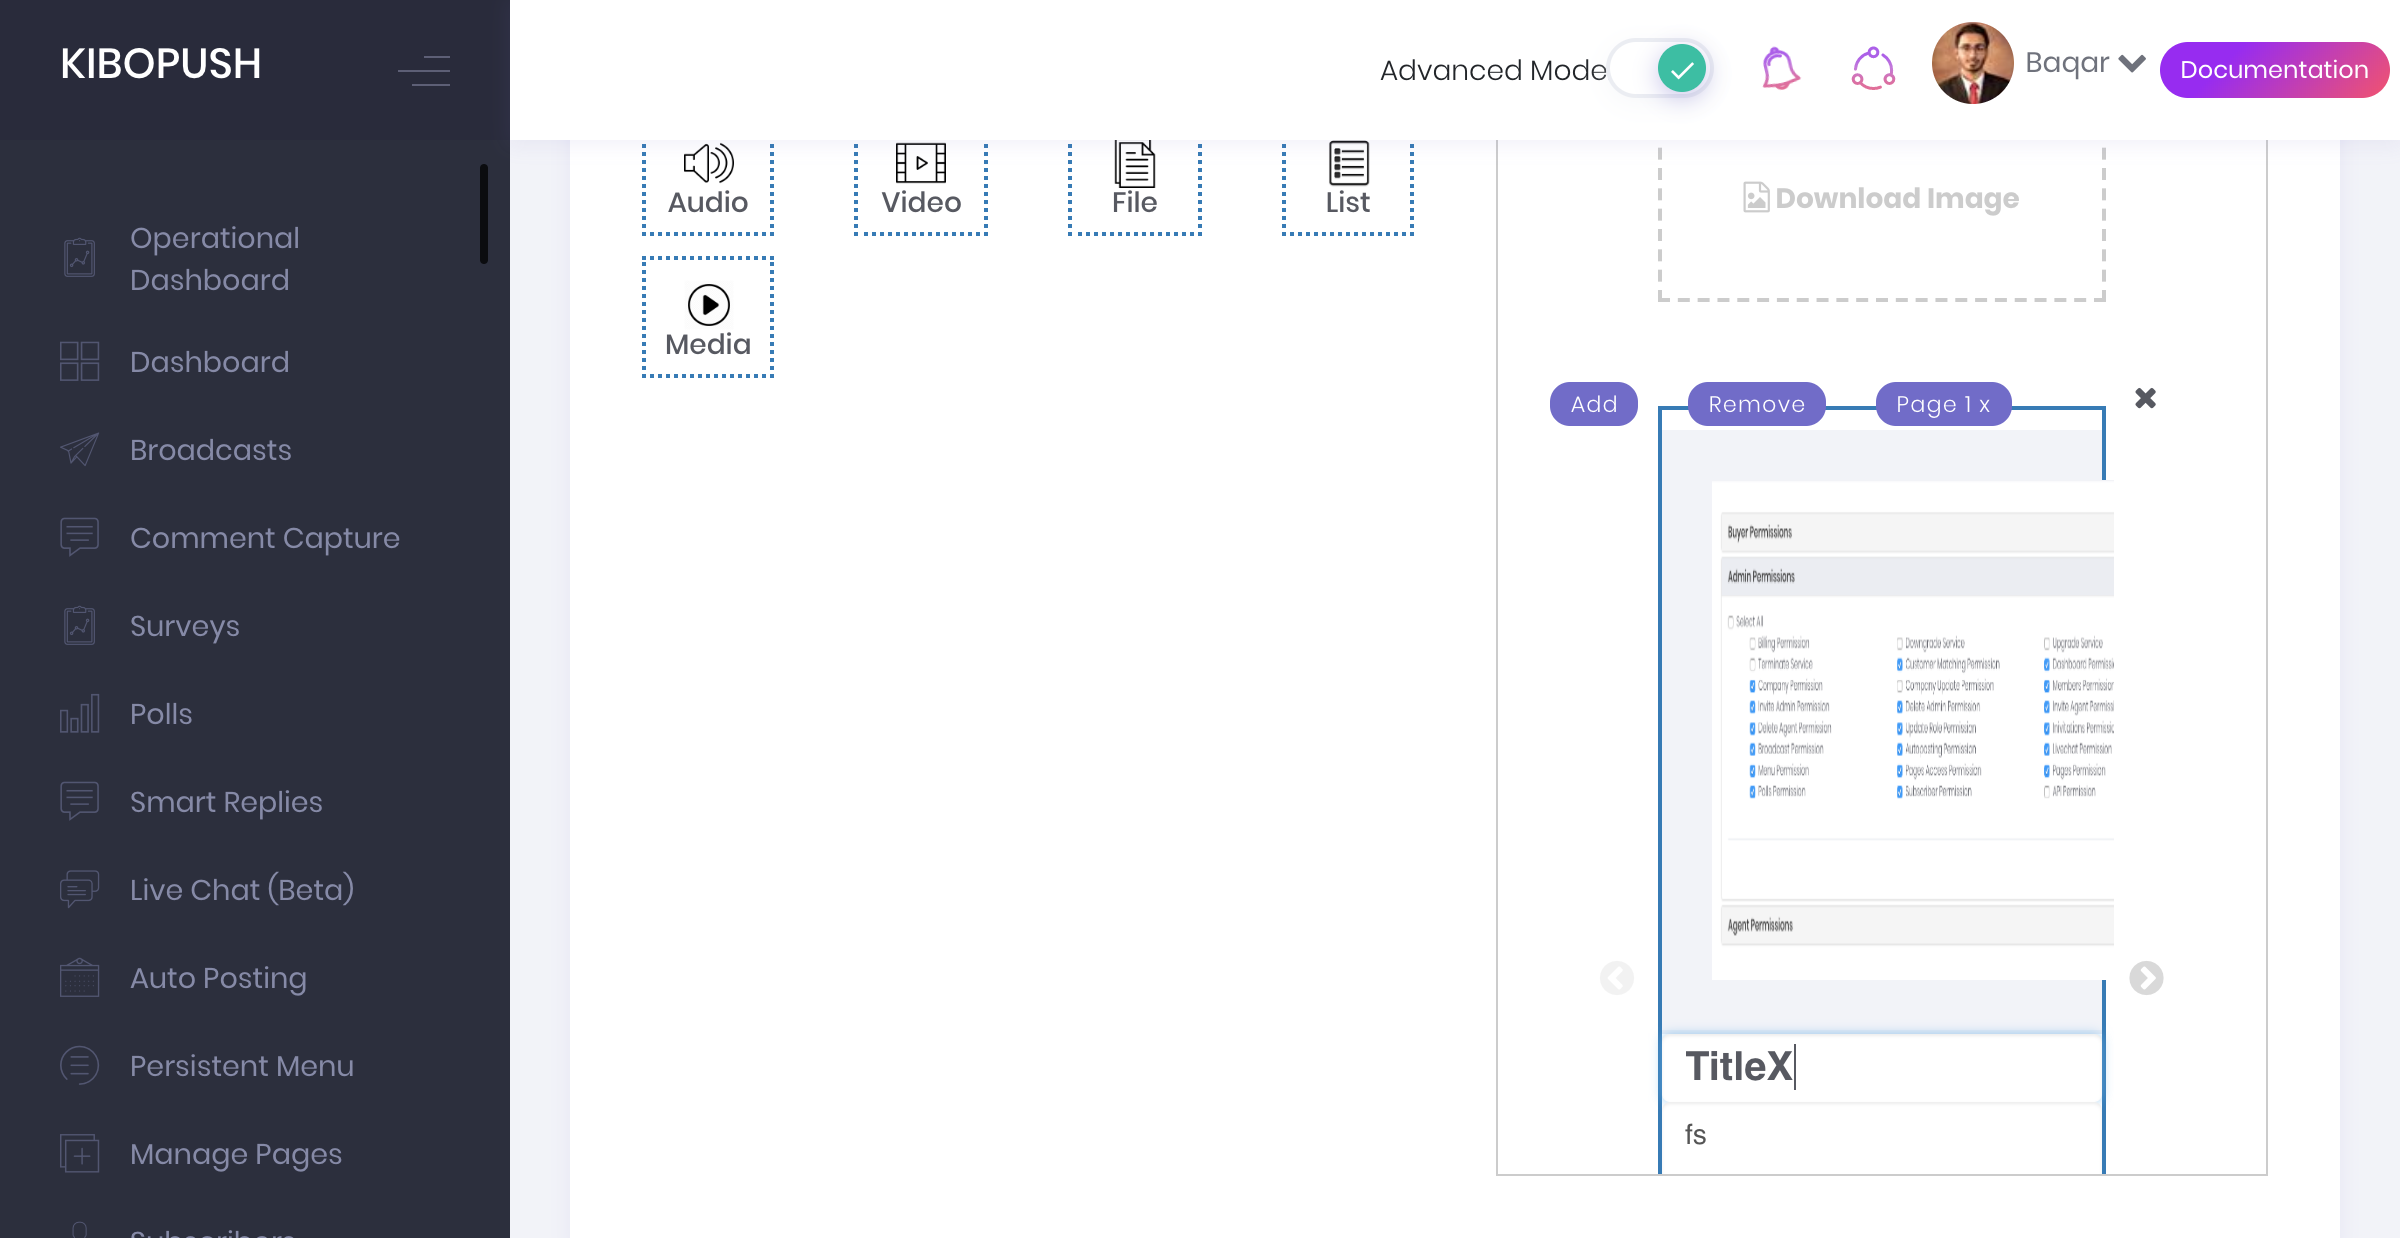 KIBOPUSH
Advanced Mode
Baqar
Documentation
Operational
Dashboard
Dashboard
Broadcasts
Comment Capture
Surveys
Polls
Smart Replies
Live Chat (Beta)
Auto Posting
Persistent Menu
Manage Pages
Subscribers
Audio
Video
File
List
Media
Download Image
Add
Remove
Page 1 x
Buyer Permissions
Admin Permissions
Select All
Billing Permission
Downgrade Service
Upgrade Service
Terminate Service
Customer Matching Permission
Dashboard Permissi
Company Permission
Company Update Permission
Members Permission
Invite Admin Permission
Delete Admin Permission
Invite Agent Permiss
Delete Agent Permission
Update Role Permission
Inivitations Permissic
Broadcast Permission
Autoposting Permission
Livechat Permission
Menu Permission
Pages Access Permission
Pages Permission
Polls Permission
Subscriber Permission
API Permission
Agent Permissions
TitleX
fs